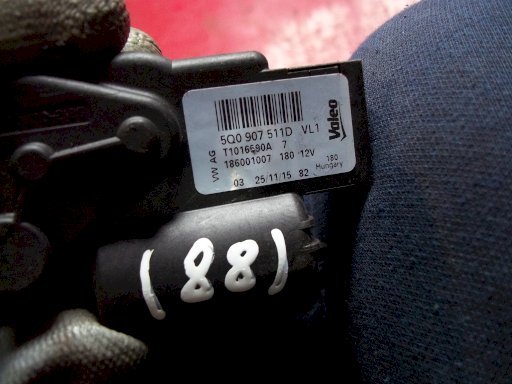 5Q0 907 511D VL1
T1016590A 7
186001007 180 12V
03 25/11/15 82
VW AG
Valeo
180
Hungary
(88)